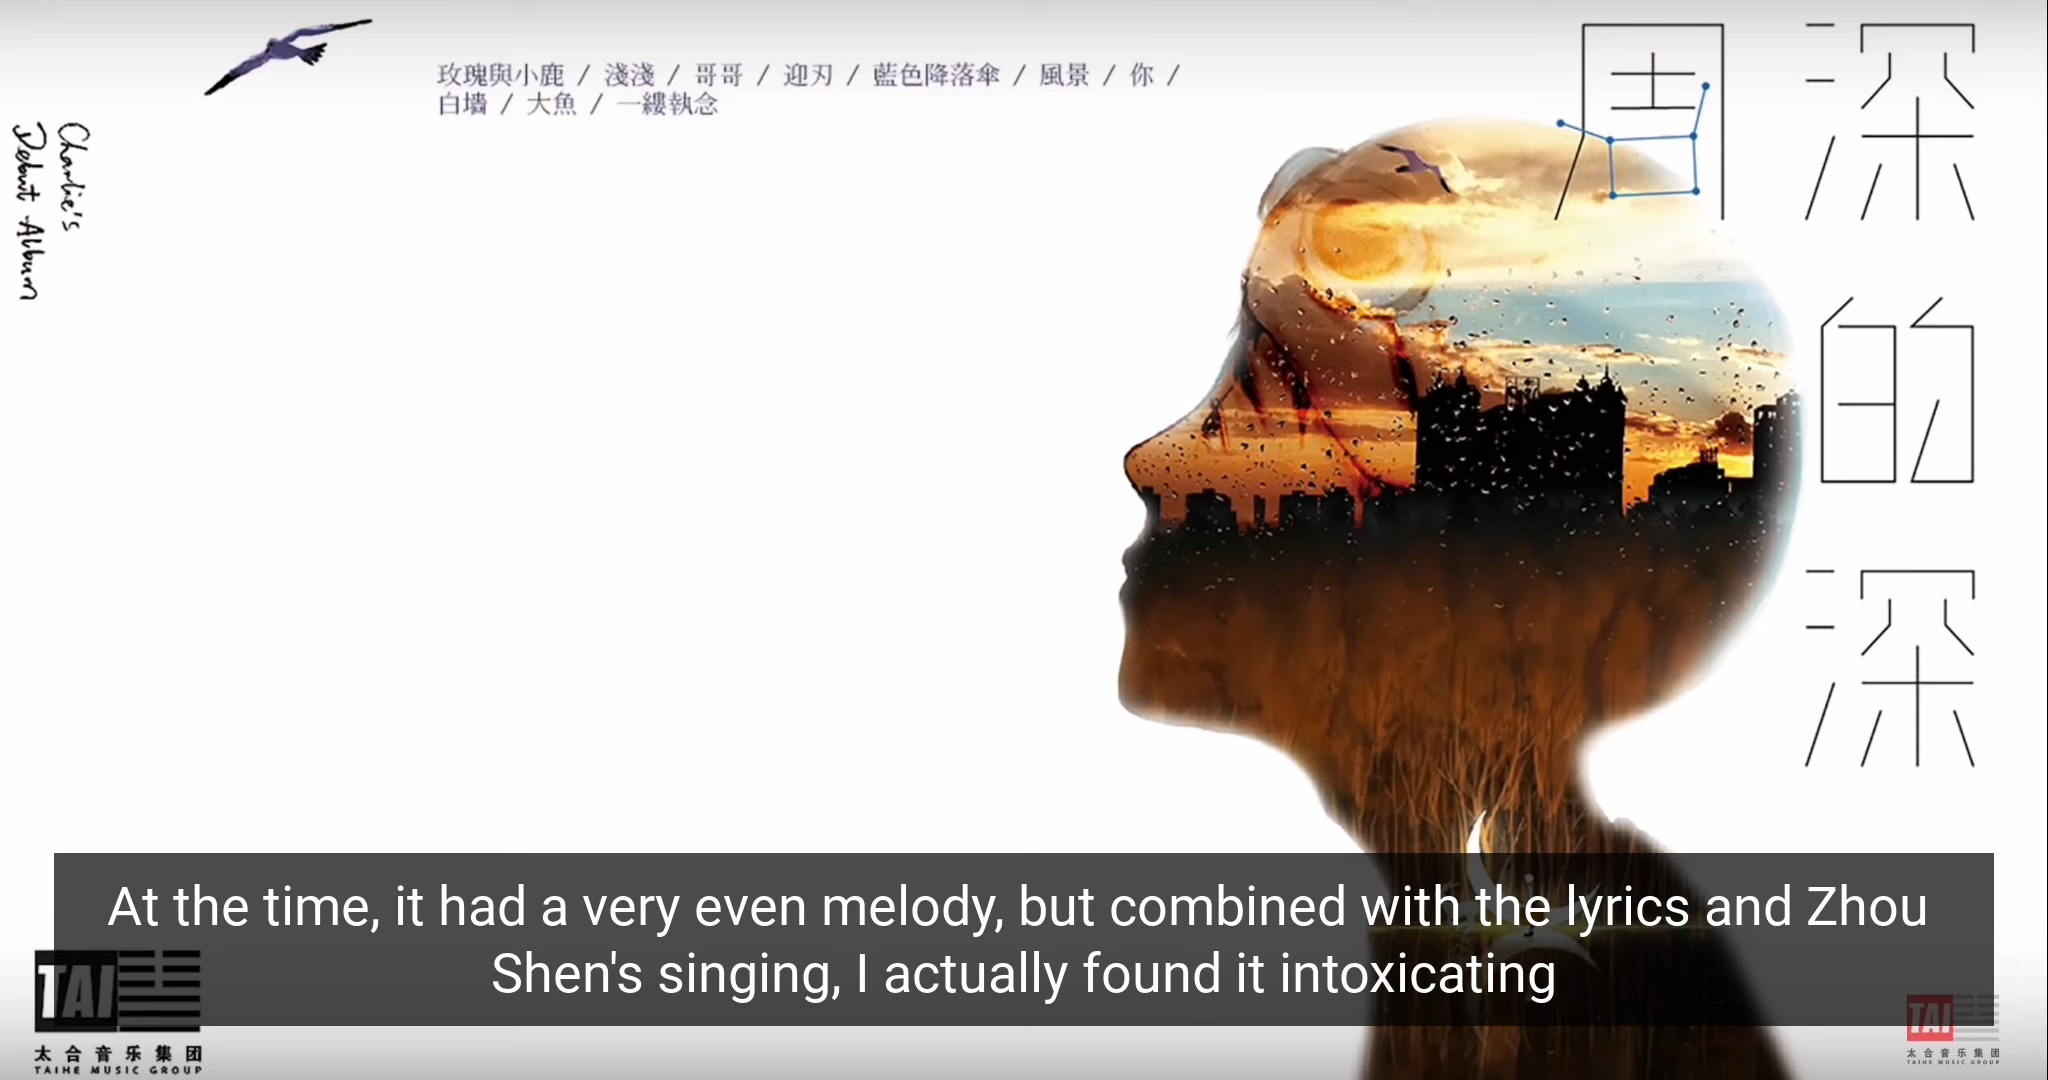 玫瑰與小鹿 / 淺淺 / 哥哥 / 迎刃 / 藍色降落傘 / 風景 / 你 /
白墻 / 大魚 / 一縷執念
周深
的
深
Charlie's
Debut Album
At the time, it had a very even melody, but combined with the lyrics and Zhou
Shen's singing, I actually found it intoxicating
TAI
太合音乐集团
TAIHE MUSIC GROUP
TAI
太合音乐集团
TAIHE MUSIC GROUP